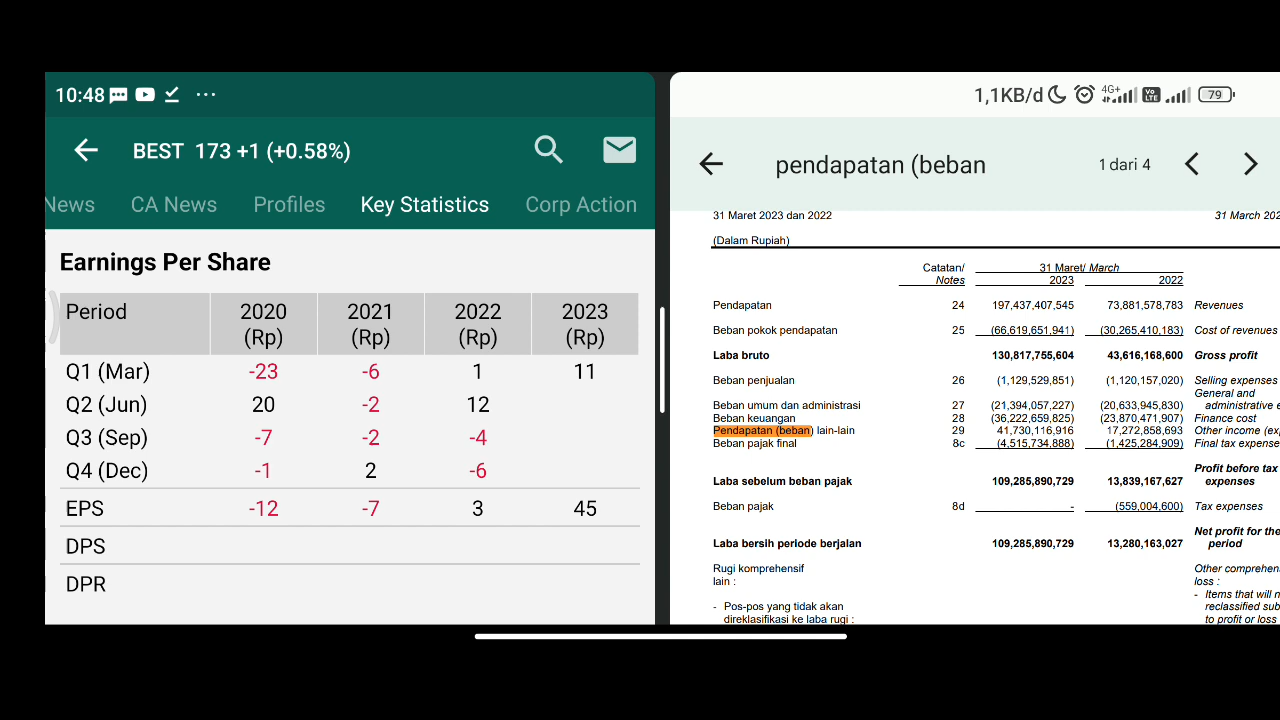 10:48
BEST 173 +1 (+0.58%)
News CA News Profiles Key Statistics Corp Action
Earnings Per Share
Period 2020 (Rp) 2021 (Rp) 2022 (Rp) 2023 (Rp)
Q1 (Mar) -23 -6 1 11
Q2 (Jun) 20 -2 12
Q3 (Sep) -7 -2 -4
Q4 (Dec) -1 2 -6
EPS -12 -7 3 45
DPS
DPR
1,1KB/d 4G+ Vo LTE 79
pendapatan (beban 1 dari 4
31 Maret 2023 dan 2022 31 March 202
(Dalam Rupiah)
Catatan/ 31 Maret/ March
Notes 2023 2022
Pendapatan 24 197,437,407,545 73,881,578,783 Revenues
Beban pokok pendapatan 25 (66,619,651,941) (30,265,410,183) Cost of revenues
Laba bruto 130,817,755,604 43,616,168,600 Gross profit
Beban penjualan 26 (1,129,529,851) (1,120,157,020) Selling expenses
General and
Beban umum dan administrasi 27 (21,394,057,227) (20,633,945,830) administrative e
Beban keuangan 28 (36,222,659,825) (23,870,471,907) Finance cost
Pendapatan (beban) lain-lain 29 41,730,116,916 17,272,858,693 Other income (ex
Beban pajak final 8c (4,515,734,888) (1,425,284,909) Final tax expense
Profit before tax
Laba sebelum beban pajak 109,285,890,729 13,839,167,627 expenses
Beban pajak 8d - (559,004,600) Tax expenses
Net profit for the
Laba bersih periode berjalan 109,285,890,729 13,280,163,027 period
Rugi komprehensif Other comprehen
lain : loss :
- Items that will n
- Pos-pos yang tidak akan reclassified sub
direklasifikasi ke laba rugi : to profit or loss